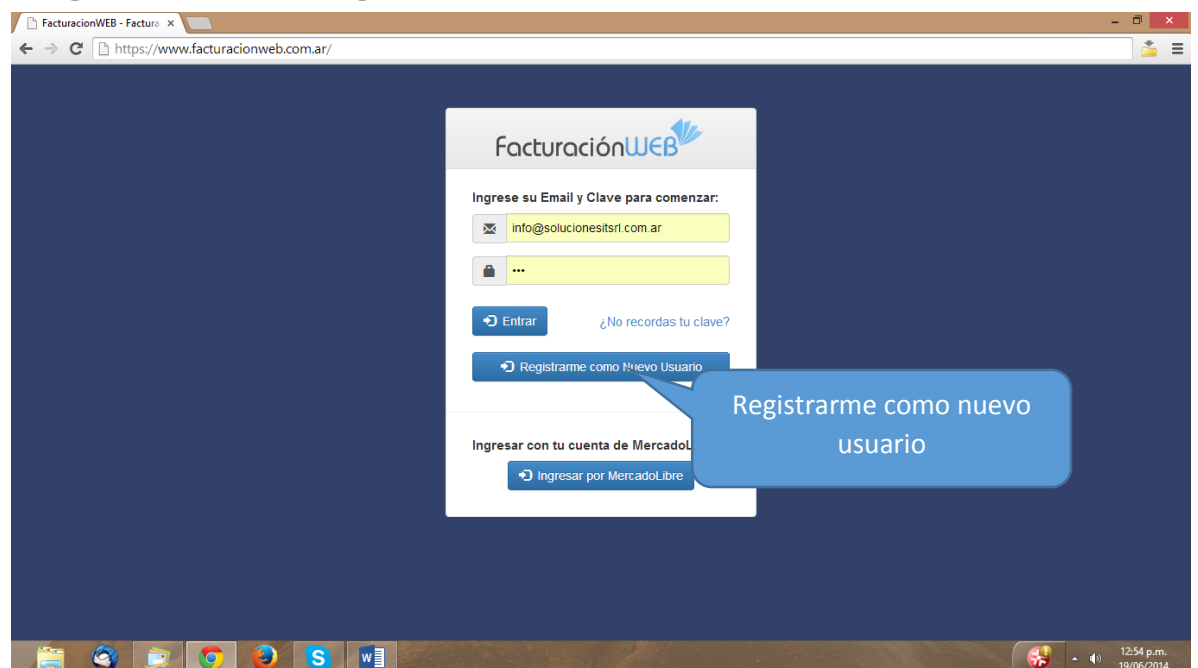 FacturacionWEB - Factura
https://www.facturacionweb.com.ar/
FacturaciónWEB
Ingrese su Email y Clave para comenzar:
info@solucionesitsrl.com.ar
•••
Entrar
¿No recordas tu clave?
Registrarme como Nuevo Usuario
Registrarme como nuevo
usuario
Ingresar con tu cuenta de MercadoL
Ingresar por MercadoLibre
S
W
12:54 p.m.
19/06/2014